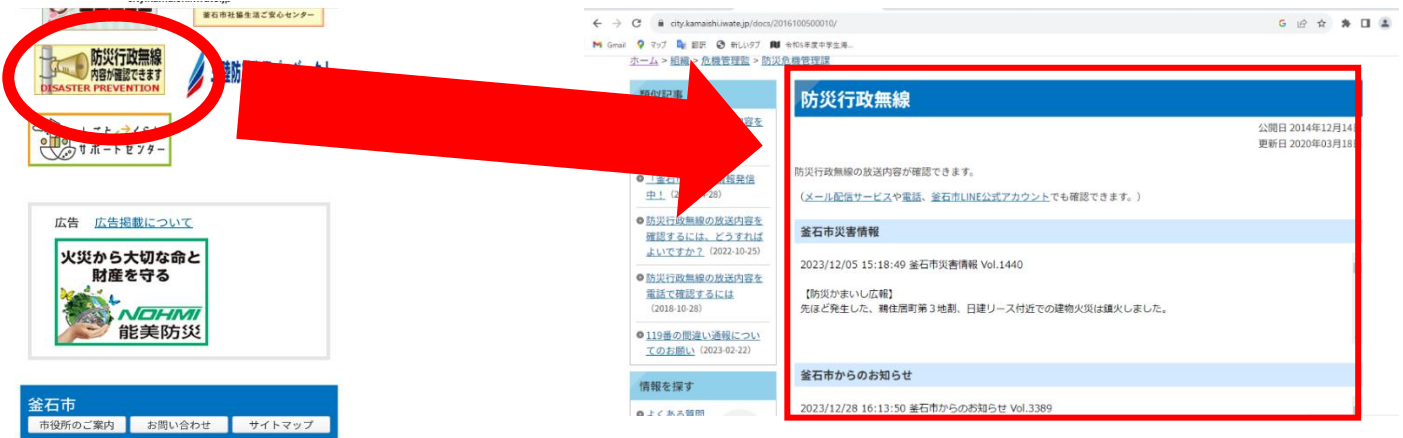 釜石市社協生活ご安心センター
防災行政無線
内容が確認できます
DISASTER PREVENTION
サポートセンター
広告 広告掲載について
火災から大切な命と
財産を守る
NOHMI
能美防災
釜石市
市役所のご案内 お問い合わせ サイトマップ
city.kamaishi.iwate.jp/docs/2016100500010/
Gmail マップ 翻訳 新しいタブ 令和5年度中学生海...
ホーム > 組織 > 危機管理監 > 防災危機管理課
類似記事
中！
防災行政無線の放送内容を
確認するには、どうすれば
よいですか？ (2022-10-25)
防災行政無線の放送内容を
電話で確認するには
(2018-10-28)
119番の間違い通報につい
てのお願い (2023-02-22)
情報を探す
よくある質問
防災行政無線
公開日 2014年12月14日
更新日 2020年03月18日
防災行政無線の放送内容が確認できます。
（メール配信サービスや電話、釜石市LINE公式アカウントでも確認できます。）
釜石市災害情報
2023/12/05 15:18:49 釜石市災害情報 Vol.1440
【防災かまいし広報】
先ほど発生した、鵜住居町第３地割、日建リース付近での建物火災は鎮火しました。
釜石市からのお知らせ
2023/12/28 16:13:50 釜石市からのお知らせ Vol.3389